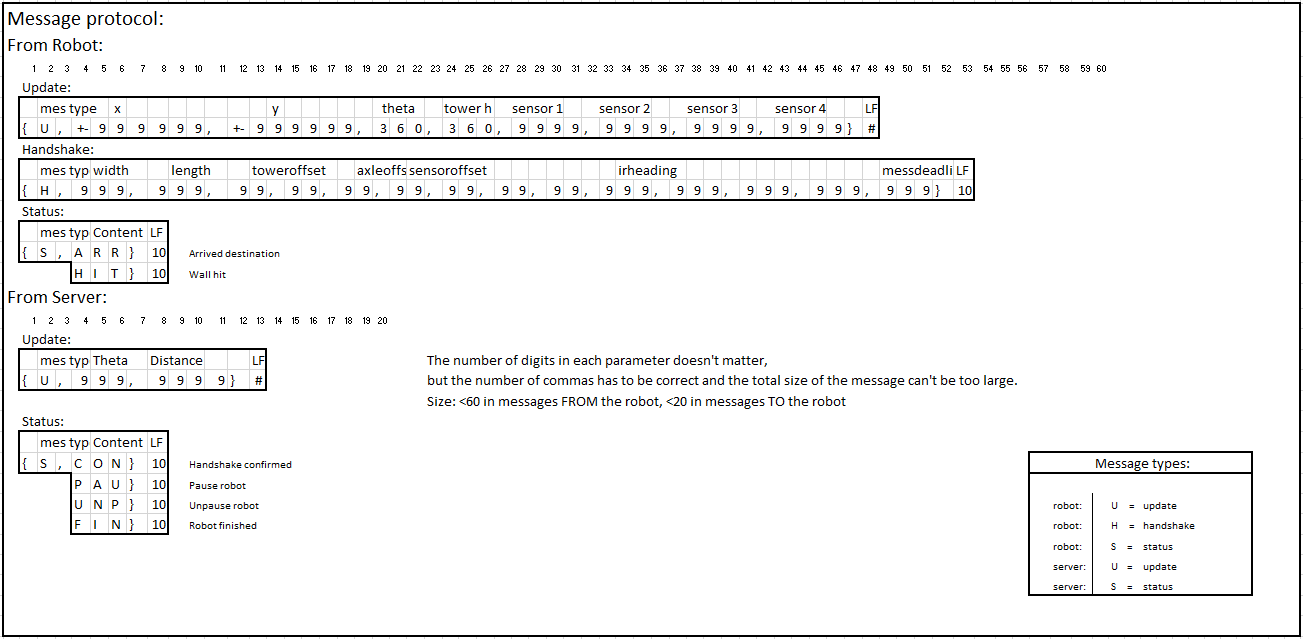 Message protocol:
From Robot:
1 2 3 4 5 6 7 8 9 10 11 12 13 14 15 16 17 18 19 20 21 22 23 24 25 26 27 28 29 30 31 32 33 34 35 36 37 38 39 40 41 42 43 44 45 46 47 48 49 50 51 52 53 54 55 56 57 58 59 60
Update:
mes type x y theta tower h sensor 1 sensor 2 sensor 3 sensor 4 LF
{ U , +- 9 9 9 9 9 9 , +- 9 9 9 9 9 9 , 3 6 0 , 3 6 0 , 9 9 9 9 , 9 9 9 9 , 9 9 9 9 , 9 9 9 9 } #
Handshake:
mes typ width length toweroffset axleoffs sensoroffset irheading messdeadli LF
{ H , 9 9 9 , 9 9 9 , 9 9 , 9 9 , 9 9 , 9 9 , 9 9 , 9 9 , 9 9 , 9 9 9 , 9 9 9 , 9 9 9 , 9 9 9 , 9 9 9 } 10
Status:
mes typ Content LF
{ S , A R R } 10 Arrived destination
H I T } 10 Wall hit
From Server:
1 2 3 4 5 6 7 8 9 10 11 12 13 14 15 16 17 18 19 20
Update:
mes typ Theta Distance LF
{ U , 9 9 9 , 9 9 9 9 } #
The number of digits in each parameter doesn't matter,
but the number of commas has to be correct and the total size of the message can't be too large.
Size: <60 in messages FROM the robot, <20 in messages TO the robot
Status:
mes typ Content LF
{ S , C O N } 10 Handshake confirmed
P A U } 10 Pause robot
U N P } 10 Unpause robot
F I N } 10 Robot finished
Message types:
robot: U = update
robot: H = handshake
robot: S = status
server: U = update
server: S = status